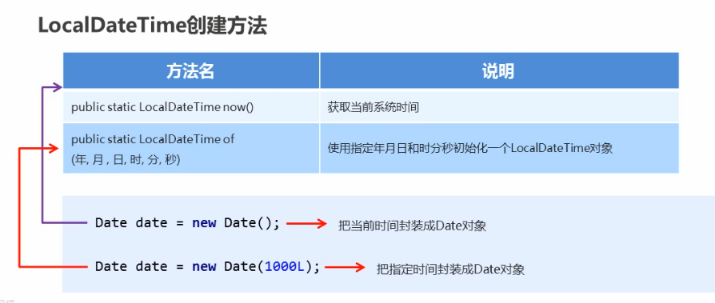 LocalDateTime创建方法
方法名 说明
public static LocalDateTime now() 获取当前系统时间
public static LocalDateTime of
(年, 月 , 日, 时, 分, 秒) 使用指定年月日和时分秒初始化一个LocalDateTime对象
Date date = new Date(); 把当前时间封装成Date对象
Date date = new Date(1000L); 把指定时间封装成Date对象